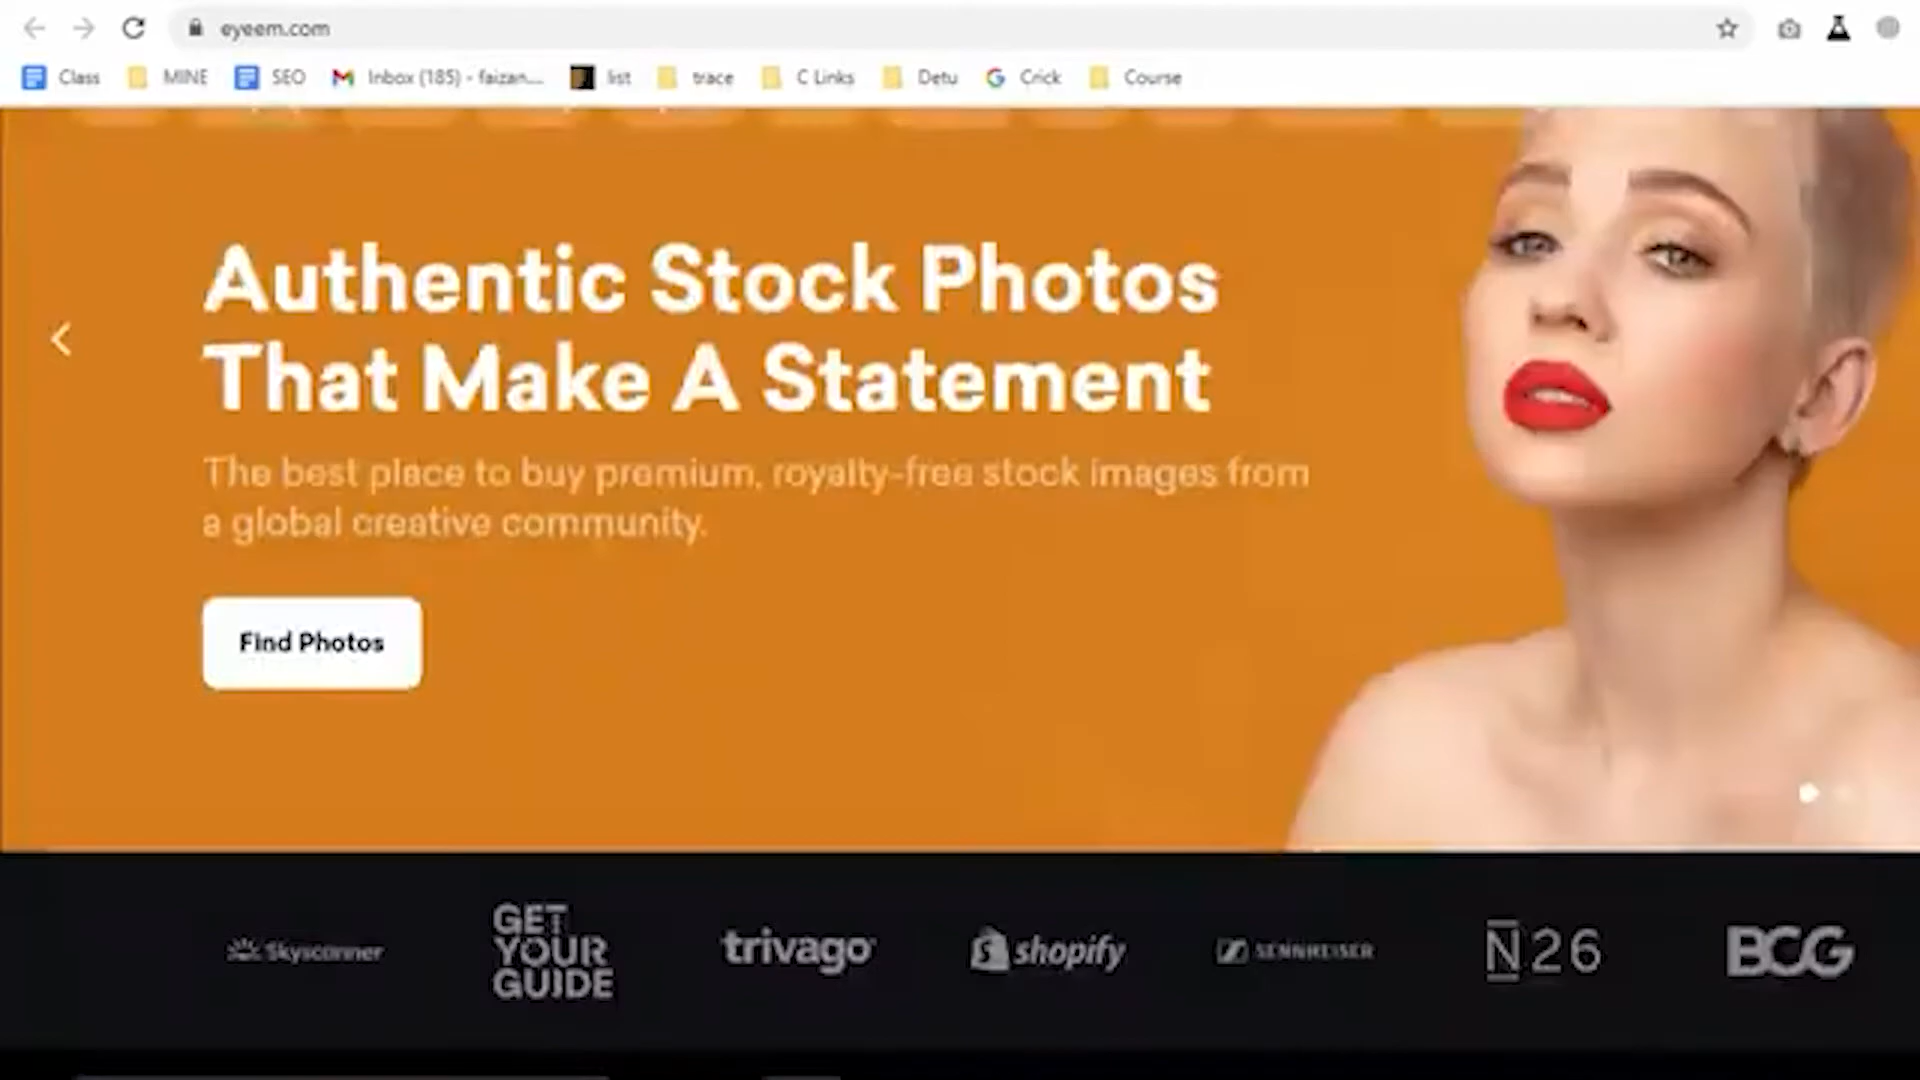 eyeem.com
Class MINE SEO Inbox (185) - faizan... list trace C Links Detu Crick Course
Authentic Stock Photos
That Make A Statement
The best place to buy premium, royalty-free stock images from
a global creative community.
Find Photos
Skyscanner GET YOUR GUIDE trivago shopify SENNHEISER N26 BCG